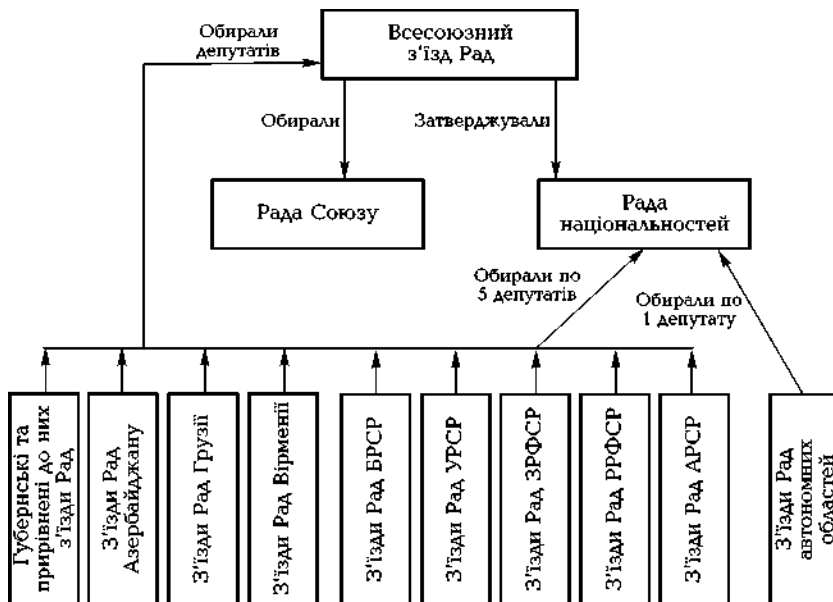 Обирали
депутатів
Всесоюзний
з'їзд Рад
Обирали
Затверджували
Рада Союзу
Рада
національностей
Обирали по
5 депутатів
Обирали по
1 депутату
Губернські та
прирівнені до них
з'їзди Рад
З'їзди Рад
Азербайджану
З'їзди Рад Грузії
З'їзди Рад Вірменії
З'їзди Рад БРСР
З'їзди Рад УРСР
З'їзди Рад ЗРФСР
З'їзди Рад РРФСР
З'їзди Рад АРСР
З'їзди Рад
автономних
областей